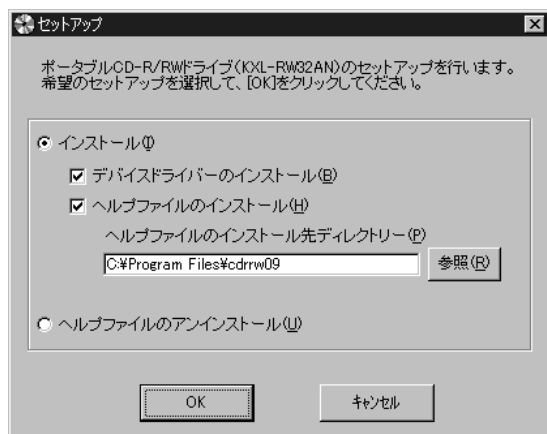 セットアップ
ポータブルCD-R/RWドライブ(KXL-RW32AN)のセットアップを行います。
希望のセットアップを選択して、[OK]をクリックしてください。
インストール(I)
デバイスドライバーのインストール(B)
ヘルプファイルのインストール(H)
ヘルプファイルのインストール先ディレクトリー(P)
C:¥Program Files¥cdrrw09
参照(R)
ヘルプファイルのアンインストール(U)
OK
キャンセル